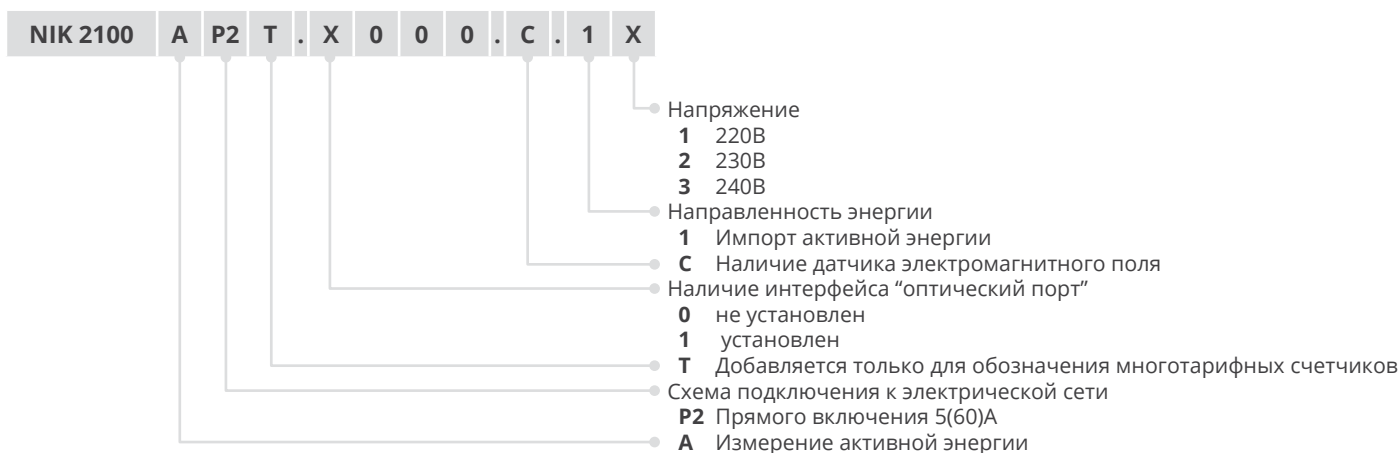 NIK 2100 A P2 T . X 0 0 0 . C . 1 X
Напряжение
1 220В
2 230В
3 240В
Направленность энергии
1 Импорт активной энергии
C Наличие датчика электромагнитного поля
Наличие интерфейса “оптический порт”
0 не установлен
1 установлен
T Добавляется только для обозначения многотарифных счетчиков
Схема подключения к электрической сети
P2 Прямого включения 5(60)А
A Измерение активной энергии